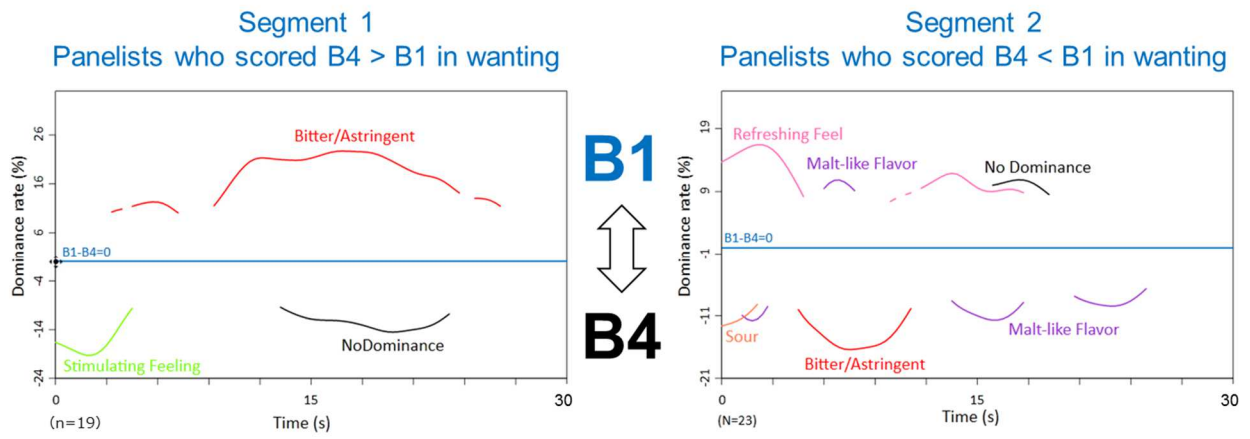 Segment 1
Panelists who scored B4 > B1 in wanting
Dominance rate (%)
26
16
6
-4
-14
-24
Bitter/Astringent
B1-B4=0
NoDominance
Stimulating Feeling
15
30
(n=19)
Time (s)
B1
B4
Segment 2
Panelists who scored B4 < B1 in wanting
Dominance rate (%)
19
9
-1
-11
-21
Refreshing Feel
Malt-like Flavor
No Dominance
B1-B4=0
Sour
Malt-like Flavor
Bitter/Astringent
15
30
(N=23)
Time (s)